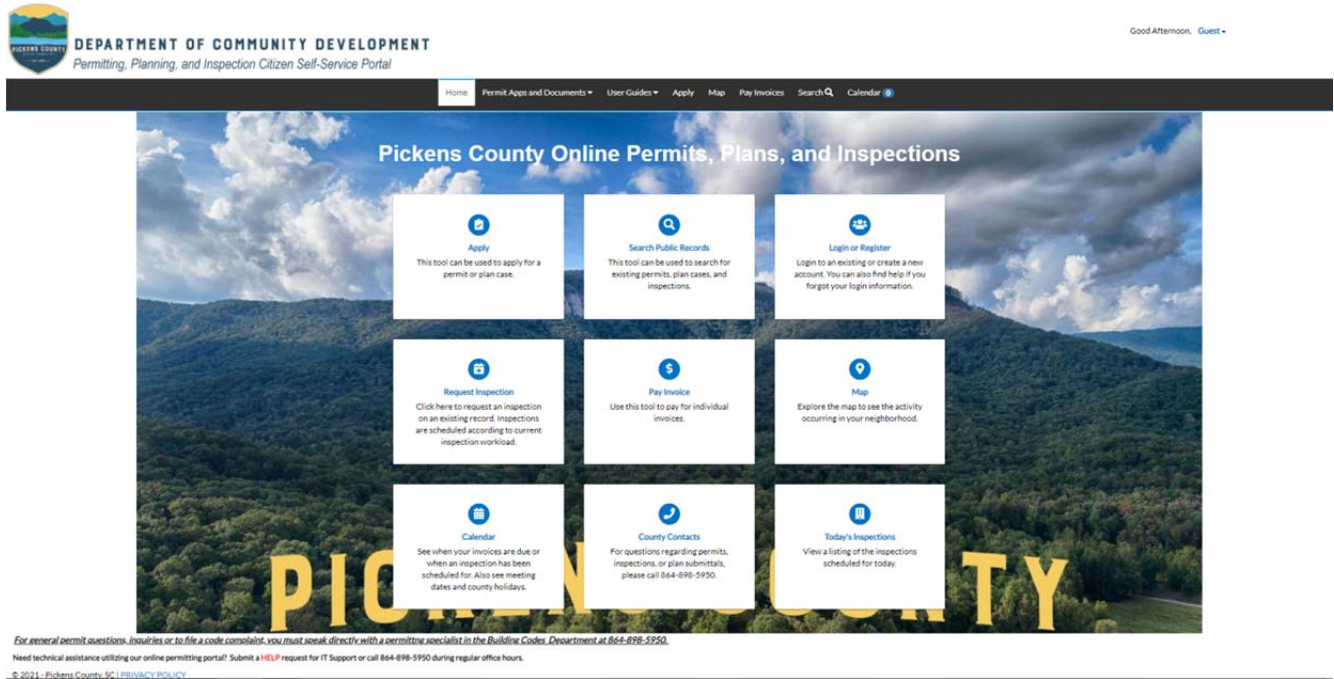 PICKENS COUNTY
DEPARTMENT OF COMMUNITY DEVELOPMENT
Permitting, Planning, and Inspection Citizen Self-Service Portal
Good Afternoon, Guest
Home Permit Apps and Documents User Guides Apply Map Pay Invoices Search Calendar 0
Pickens County Online Permits, Plans, and Inspections
Apply
This tool can be used to apply for a
permit or plan case.
Search Public Records
This tool can be used to search for
existing permits, plan cases, and
inspections.
Login or Register
Login to an existing or create a new
account. You can also find help if you
forgot your login information.
Request Inspection
Click here to request an inspection
on an existing record. Inspections
are scheduled according to current
inspection workload.
Pay Invoice
Use this tool to pay for individual
invoices.
Map
Explore the map to see the activity
occurring in your neighborhood.
Calendar
See when your invoices are due or
when an inspection has been
scheduled for. Also see meeting
dates and county holidays.
County Contacts
For questions regarding permits,
inspections, or plan submittals,
please call 864-898-5950.
Today's Inspections
View a listing of the inspections
scheduled for today.
PICKENS COUNTY
For general permit questions, inquiries or to file a code complaint, you must speak directly with a permittng specialist in the Building Codes Department at 864-898-5950.
Need technical assistance utilizing our online permitting portal? Submit a HELP request for IT Support or call 864-898-5950 during regular office hours.
© 2021 - Pickens County, SC | PRIVACY POLICY